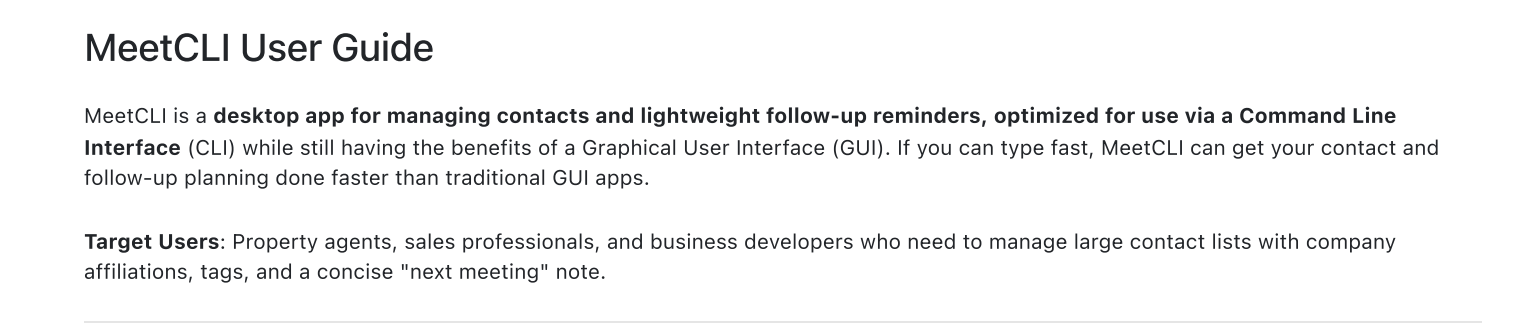 MeetCLI User Guide
MeetCLI is a desktop app for managing contacts and lightweight follow-up reminders, optimized for use via a Command Line
Interface (CLI) while still having the benefits of a Graphical User Interface (GUI). If you can type fast, MeetCLI can get your contact and
follow-up planning done faster than traditional GUI apps.
Target Users: Property agents, sales professionals, and business developers who need to manage large contact lists with company
affiliations, tags, and a concise "next meeting" note.